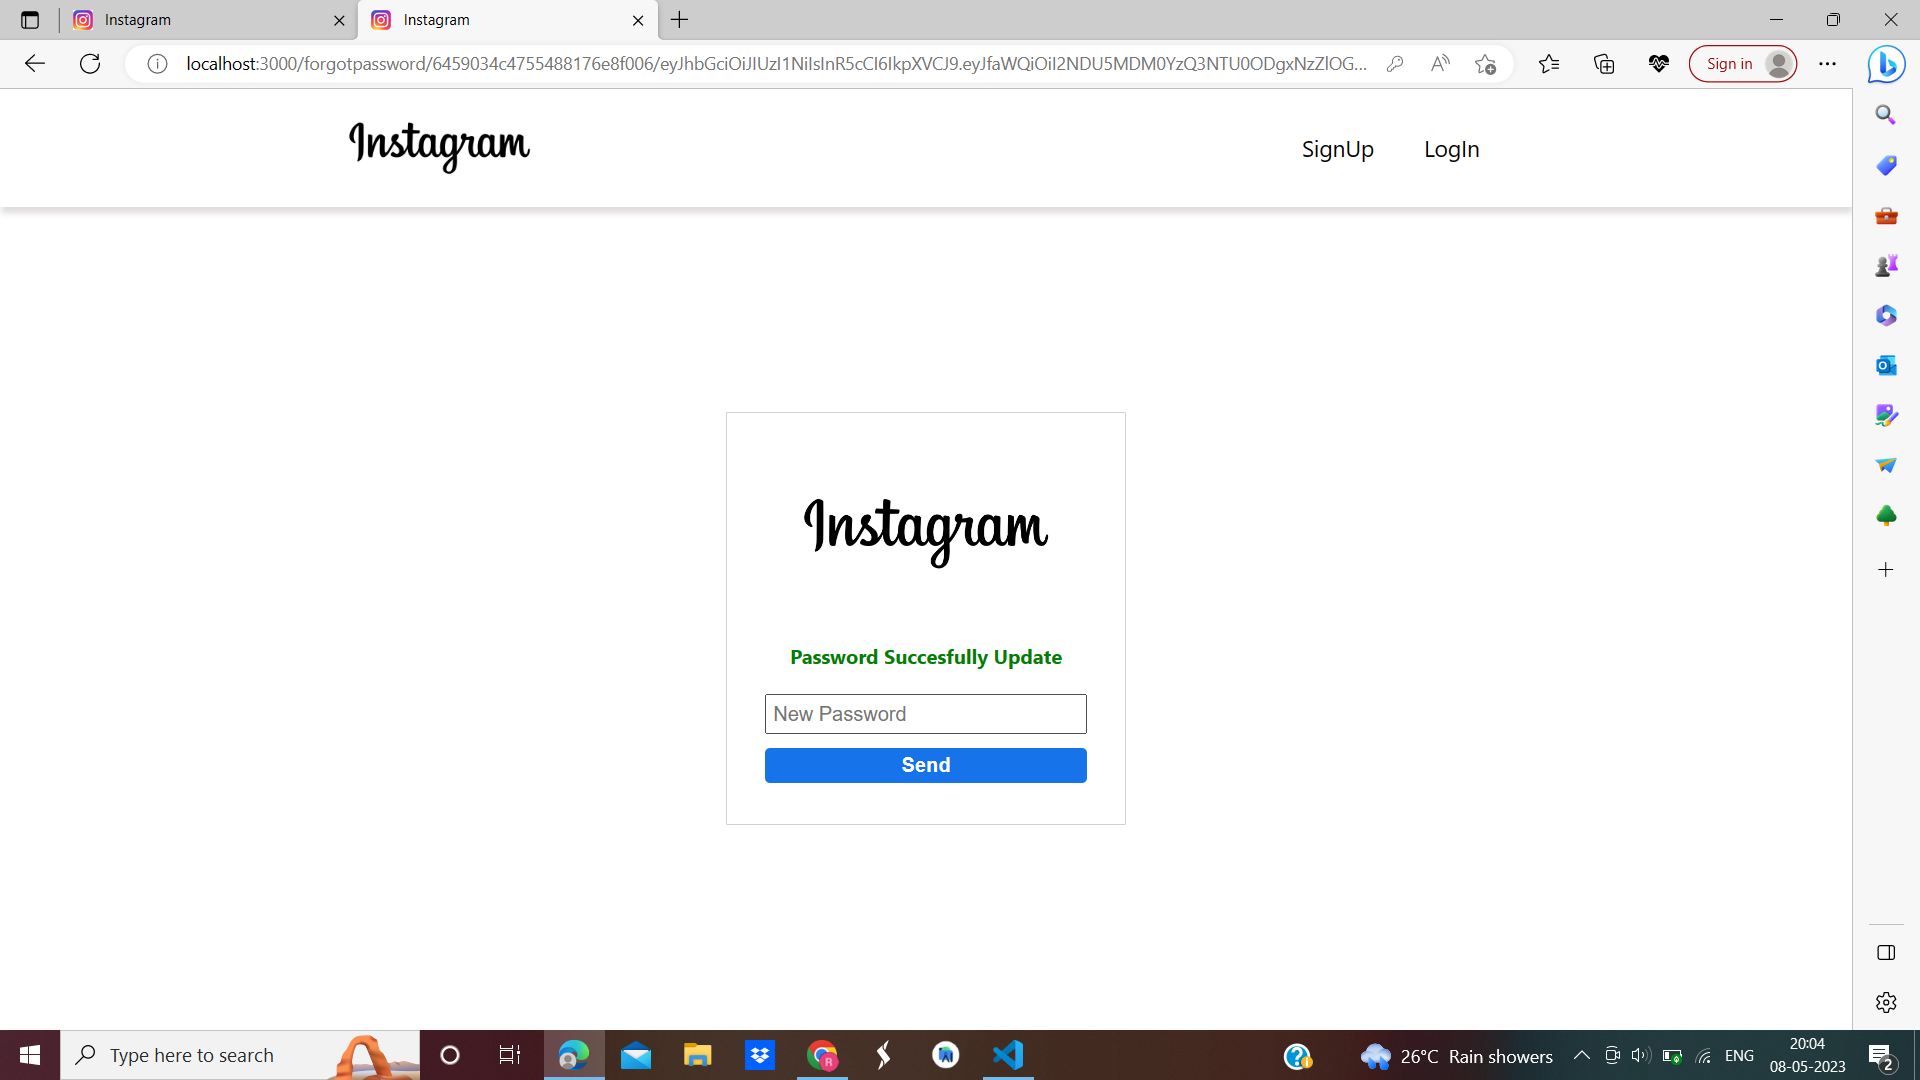 Instagram
Instagram
localhost:3000/forgotpassword/6459034c4755488176e8f006/eyJhbGciOiJIUzI1NiIsInR5cCI6IkpXVCJ9.eyJfaWQiOiI2NDU5MDM0YzQ3NTU0ODgxNzZlOG...
Sign in
Instagram
SignUp
LogIn
Instagram
Password Succesfully Update
New Password
Send
Type here to search
26°C Rain showers
ENG
20:04
08-05-2023
2